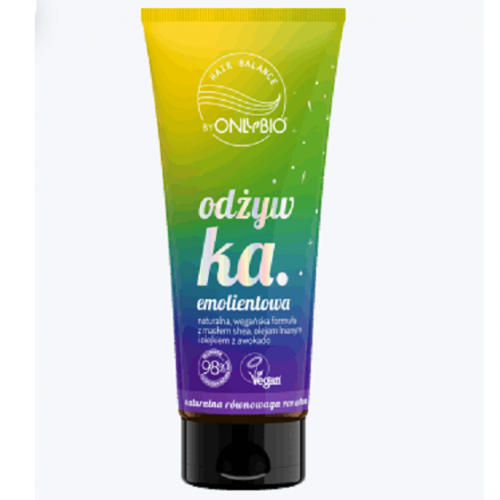 HAIR BALANCE
BY ONLYBIO®
odżyw
ka.
emolientowa
naturalna, wegańska formuła
z masłem shea, olejem lnianym
i olejkiem z awokado
98%
Vegan
naturalna równowaga